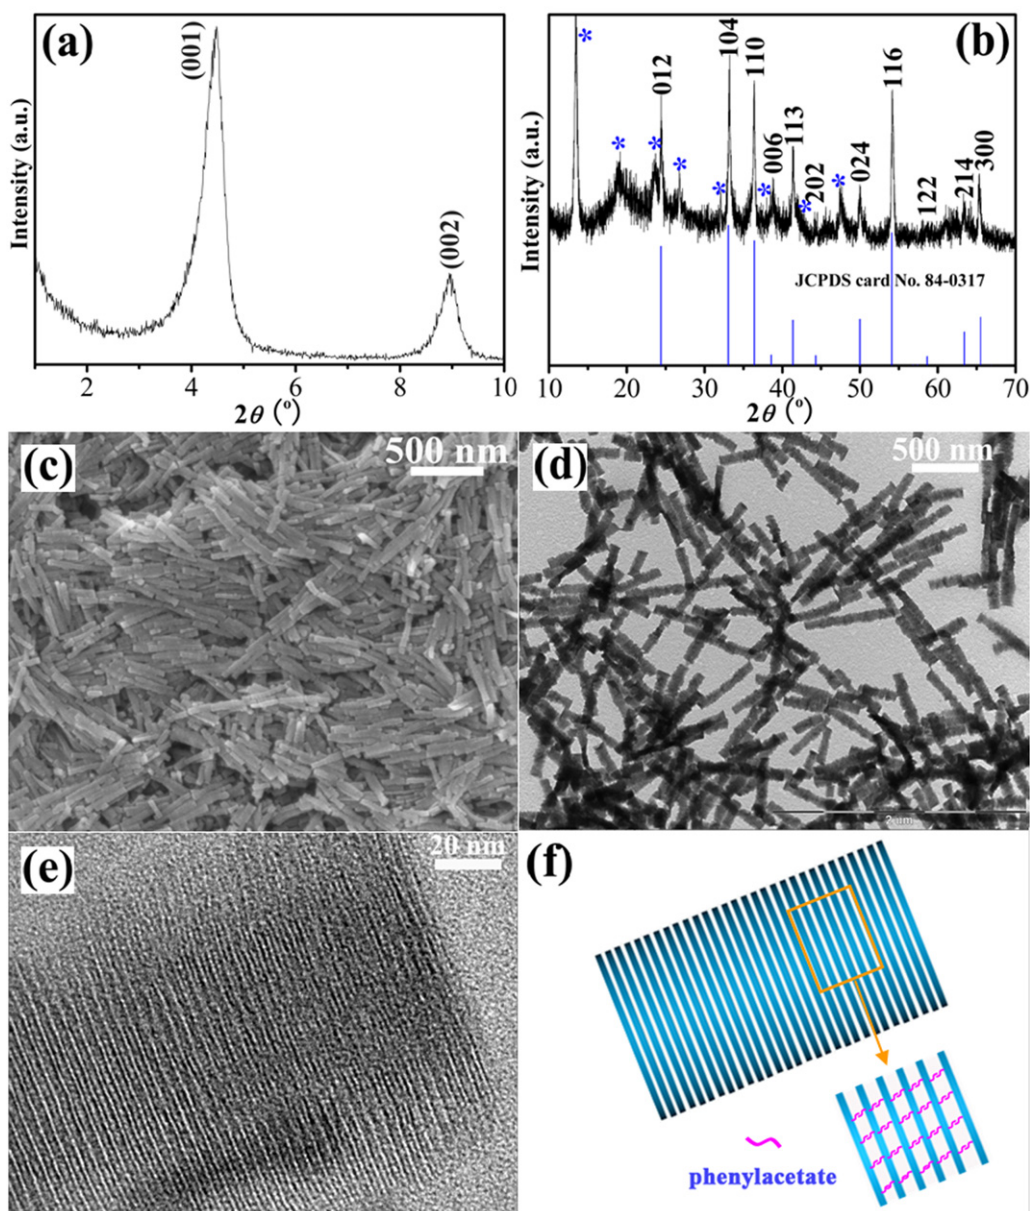 (a)
(001)
(002)
Intensity (a.u.)
2 4 6 8 10
2θ (°)
(b)
* * * * * * * *
012 104 110 006 113 202 024 116 122 214 300
Intensity (a.u.)
JCPDS card No. 84-0317
10 20 30 40 50 60 70
2θ (°)
(c)
500 nm
(d)
500 nm
(e)
20 nm
(f)
phenylacetate